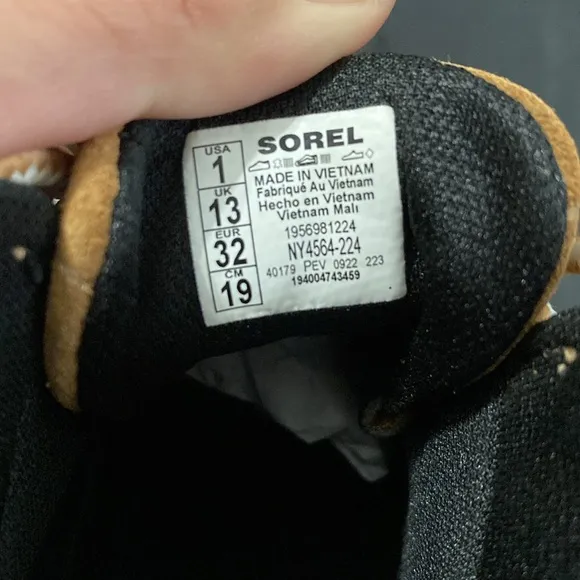 USA
1
UK
13
EUR
32
CM
19
SOREL
MADE IN VIETNAM
Fabriqué Au Vietnam
Hecho en Vietnam
Vietnam Malı
1956981224
NY4564-224
40179 PEV 0922 223
194004743459